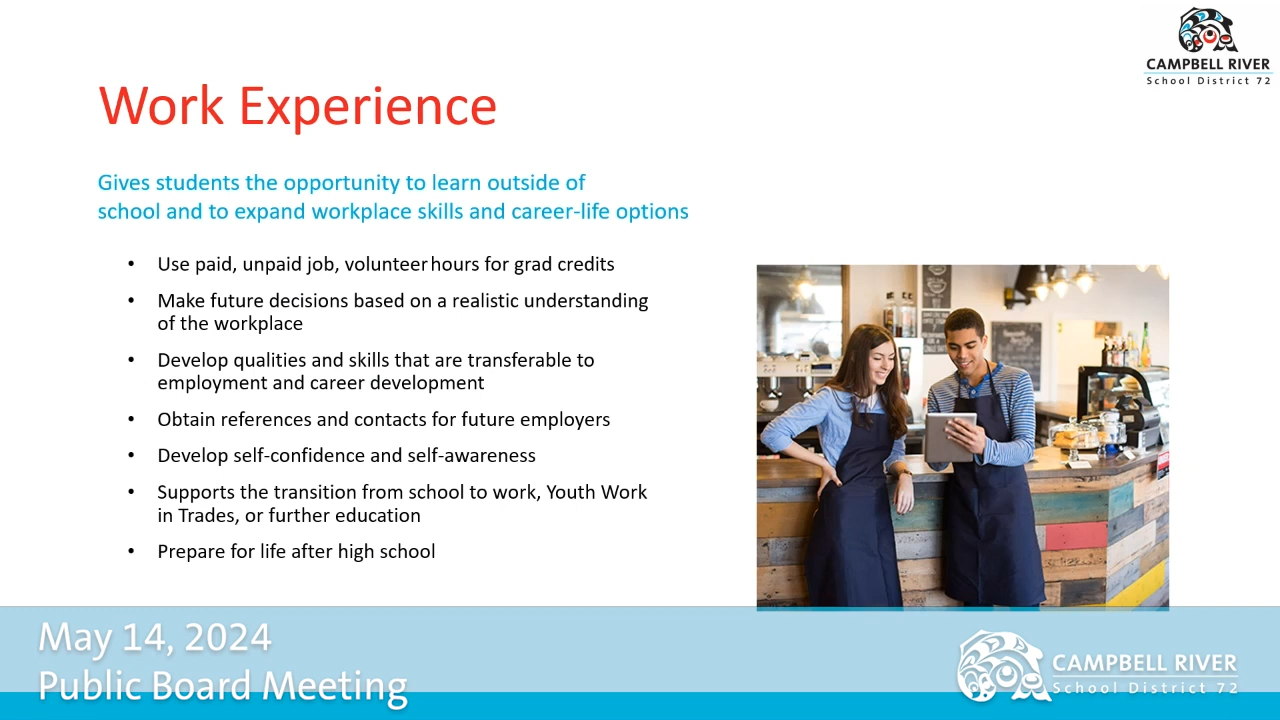 CAMPBELL RIVER
School District 72
Work Experience
Gives students the opportunity to learn outside of
school and to expand workplace skills and career-life options
• Use paid, unpaid job, volunteer hours for grad credits
• Make future decisions based on a realistic understanding
of the workplace
• Develop qualities and skills that are transferable to
employment and career development
• Obtain references and contacts for future employers
• Develop self-confidence and self-awareness
• Supports the transition from school to work, Youth Work
in Trades, or further education
• Prepare for life after high school
May 14, 2024
Public Board Meeting
CAMPBELL RIVER
School District 72